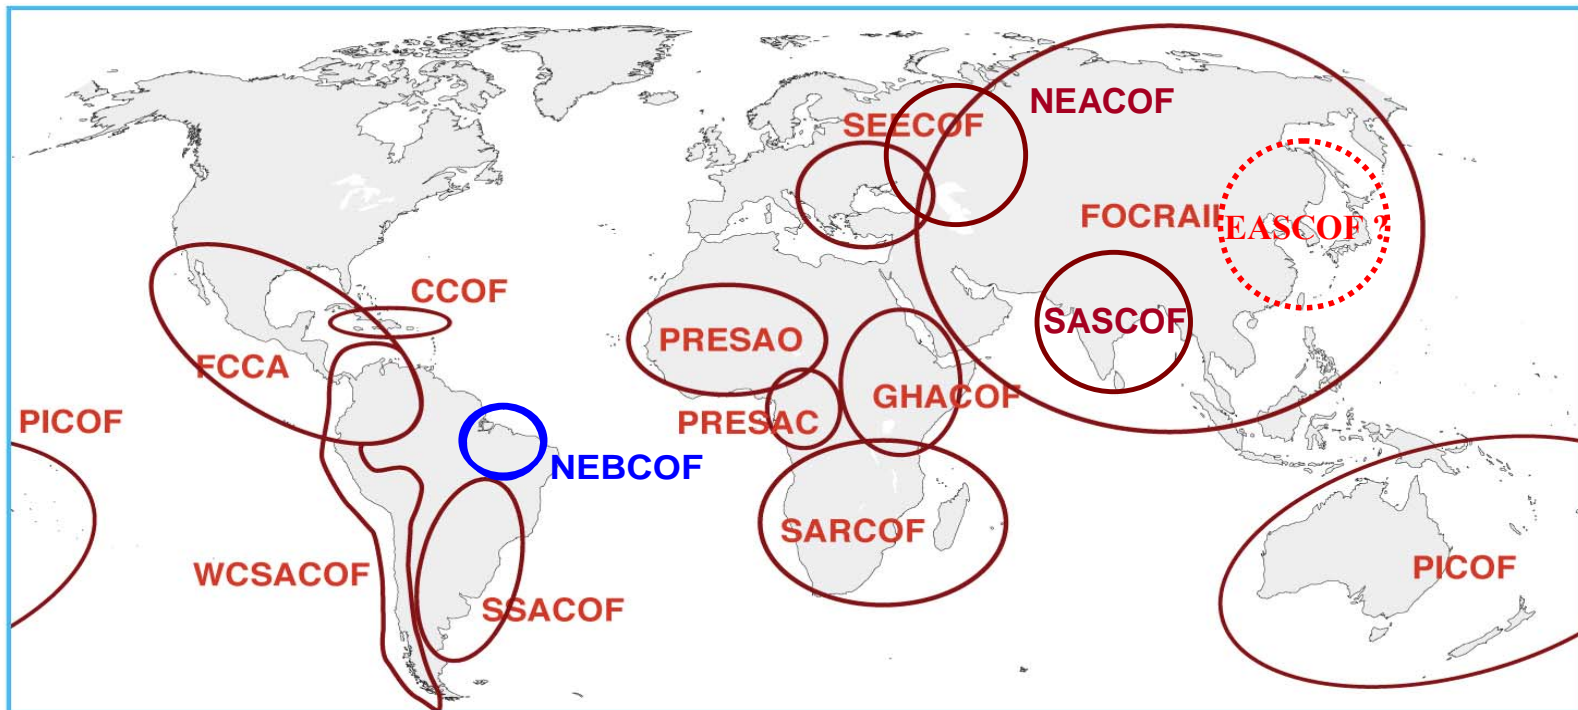 NEACOF
SEECOF
FOCRAII
EASCOF ?
CCOF
SASCOF
PRESAO
FCCA
GHACOF
PICOF
PRESAC
NEBCOF
SARCOF
WCSACOF
PICOF
SSACOF